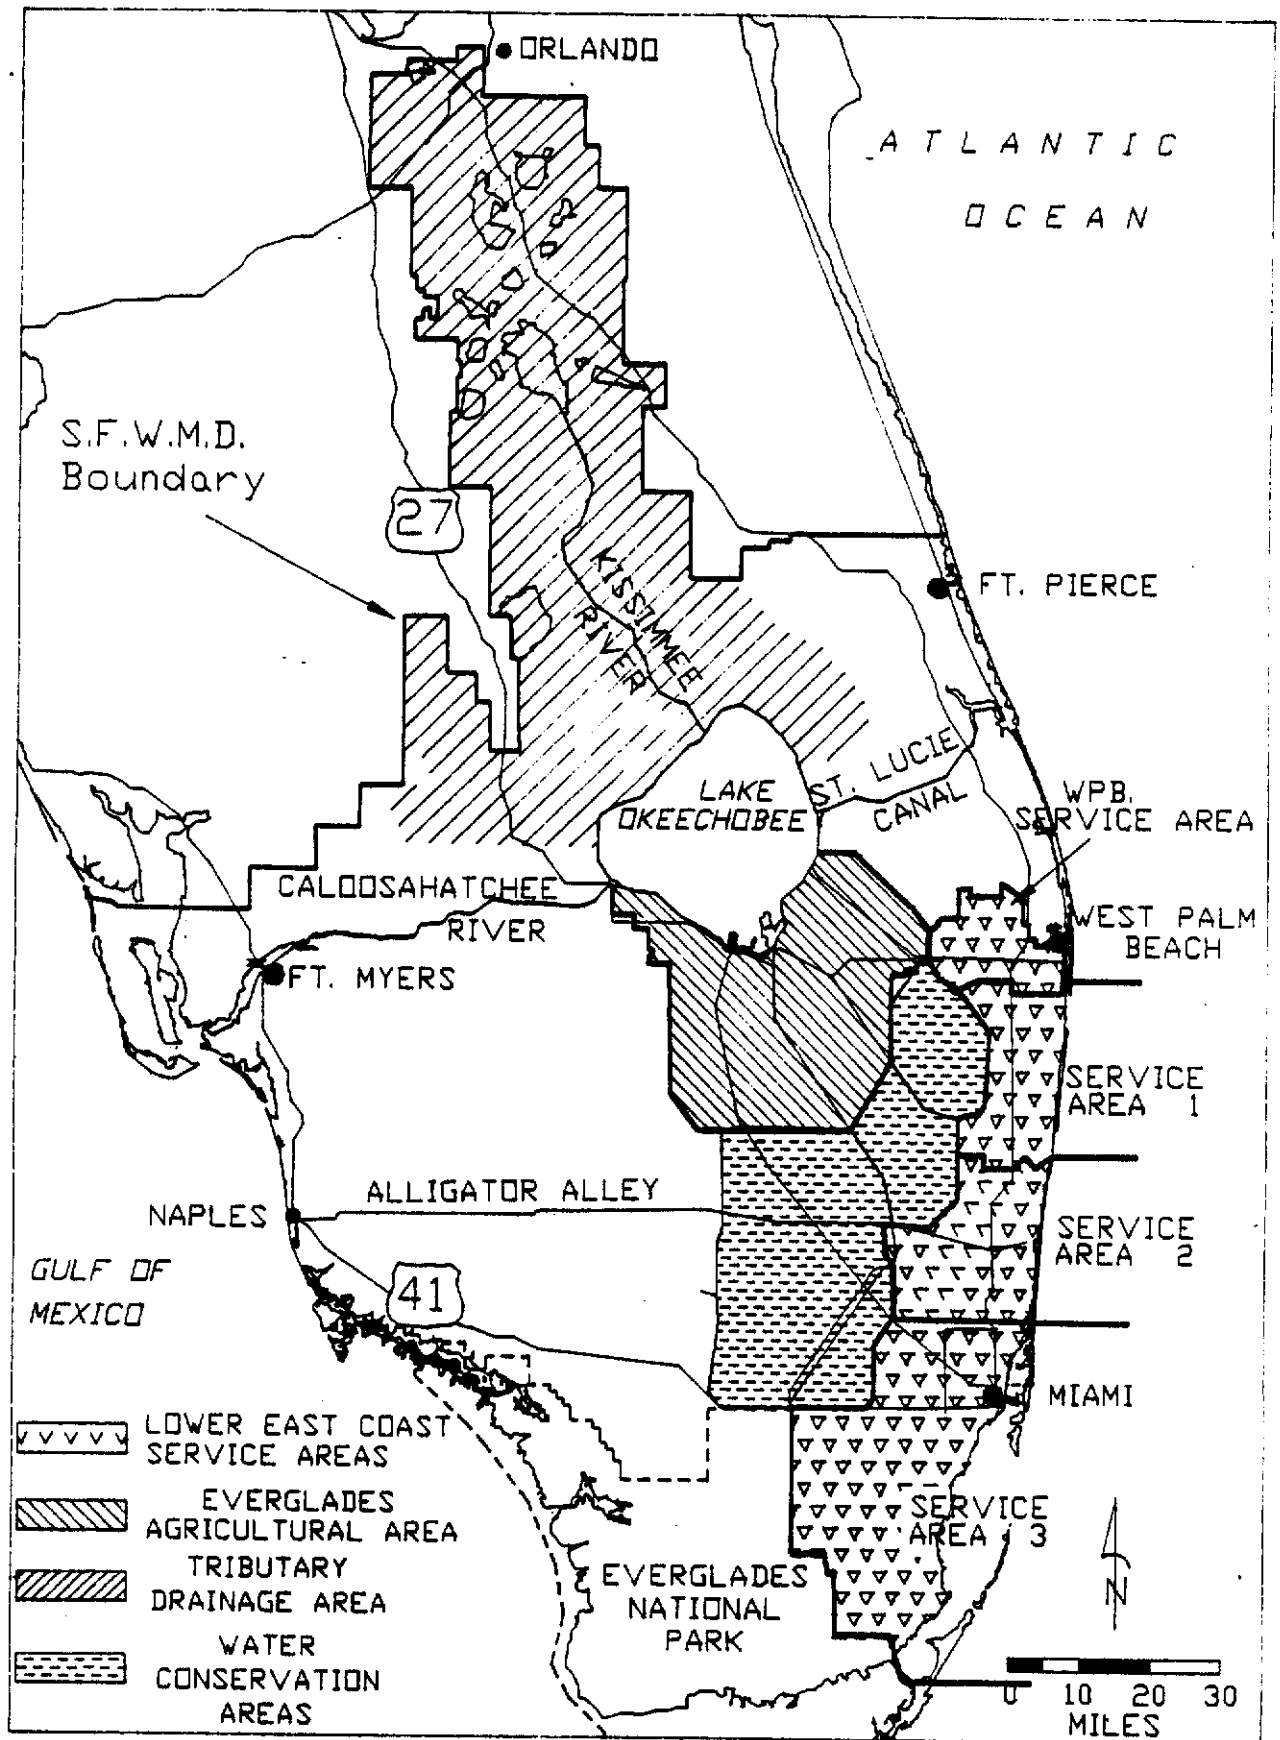 ORLANDO
ATLANTIC
OCEAN
S.F.W.M.D.
Boundary
27
KISSIMMEE
RIVER
FT. PIERCE
LAKE
OKEECHOBEE
ST. LUCIE
CANAL
WPB.
SERVICE AREA
CALOOSAHATCHEE
RIVER
WEST PALM
BEACH
FT. MYERS
SERVICE
AREA 1
ALLIGATOR ALLEY
NAPLES
SERVICE
AREA 2
GULF OF
MEXICO
41
MIAMI
LOWER EAST COAST
SERVICE AREAS
EVERGLADES
AGRICULTURAL AREA
TRIBUTARY
DRAINAGE AREA
WATER
CONSERVATION
AREAS
SERVICE
AREA 3
EVERGLADES
NATIONAL
PARK
N
0 10 20 30
MILES